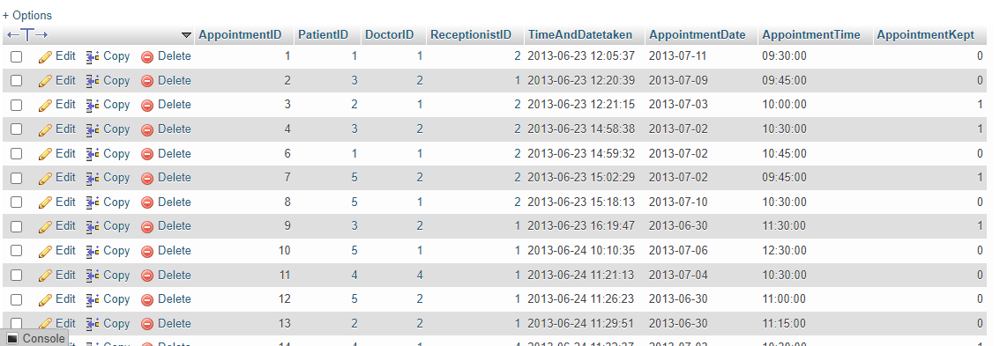 + Options
←T→ AppointmentID PatientID DoctorID ReceptionistID TimeAndDatetaken AppointmentDate AppointmentTime AppointmentKept
Edit Copy Delete 1 1 1 2 2013-06-23 12:05:37 2013-07-11 09:30:00 0
Edit Copy Delete 2 3 2 1 2013-06-23 12:20:39 2013-07-09 09:45:00 0
Edit Copy Delete 3 2 1 2 2013-06-23 12:21:15 2013-07-03 10:00:00 1
Edit Copy Delete 4 3 2 2 2013-06-23 14:58:38 2013-07-02 10:30:00 1
Edit Copy Delete 6 1 1 2 2013-06-23 14:59:32 2013-07-02 10:45:00 0
Edit Copy Delete 7 5 2 2 2013-06-23 15:02:29 2013-07-02 09:45:00 1
Edit Copy Delete 8 5 1 2 2013-06-23 15:18:13 2013-07-10 10:30:00 0
Edit Copy Delete 9 3 2 1 2013-06-23 16:19:47 2013-06-30 11:30:00 1
Edit Copy Delete 10 5 1 1 2013-06-24 10:10:35 2013-07-06 12:30:00 0
Edit Copy Delete 11 4 4 1 2013-06-24 11:21:13 2013-07-04 10:30:00 0
Edit Copy Delete 12 5 2 1 2013-06-24 11:26:23 2013-06-30 11:00:00 0
Edit Copy Delete 13 2 2 1 2013-06-24 11:29:51 2013-06-30 11:15:00 0
Console